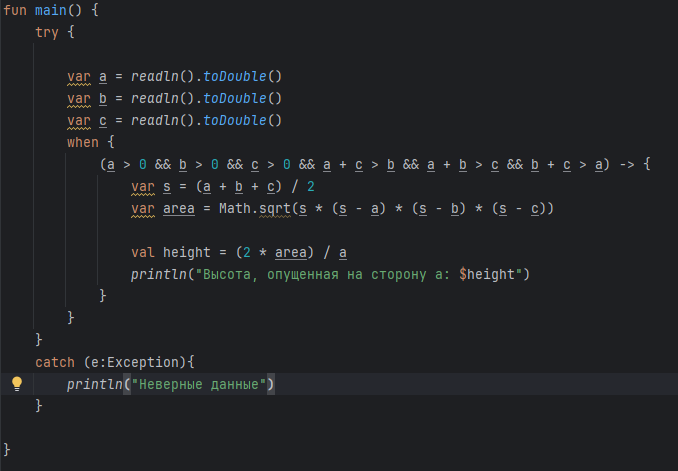 fun main() {
    try {
        var a = readln().toDouble()
        var b = readln().toDouble()
        var c = readln().toDouble()
        when {
            (a > 0 && b > 0 && c > 0 && a + c > b && a + b > c && b + c > a) -> {
                var s = (a + b + c) / 2
                var area = Math.sqrt(s * (s - a) * (s - b) * (s - c))
                val height = (2 * area) / a
                println("Высота, опущенная на сторону a: $height")
            }
        }
    }
    catch (e:Exception){
        println("Неверные данные")
    }
}